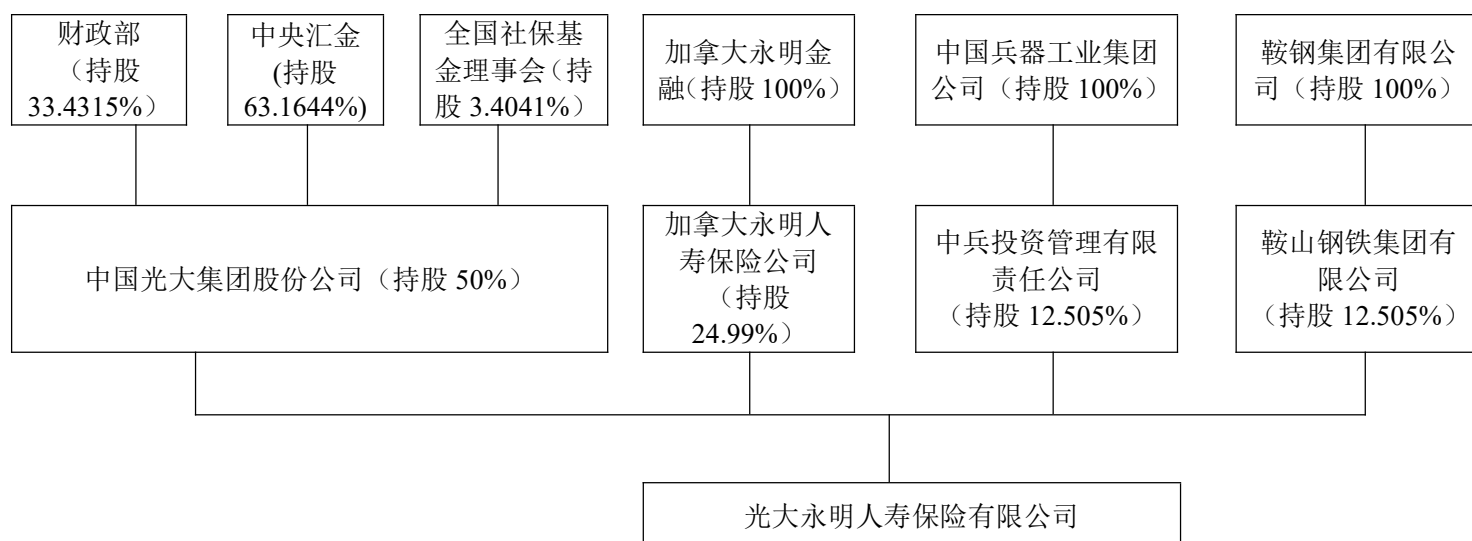 财政部
（持股
33.4315%）
中央汇金
(持股
63.1644%)
全国社保基
金理事会（持
股 3.4041%）
加拿大永明金
融（持股 100%）
中国兵器工业集团
公司（持股 100%）
鞍钢集团有限公
司（持股 100%）
中国光大集团股份公司（持股 50%）
加拿大永明人
寿保险公司
（持股
24.99%）
中兵投资管理有限
责任公司
（持股 12.505%）
鞍山钢铁集团有
限公司
（持股 12.505%）
光大永明人寿保险有限公司